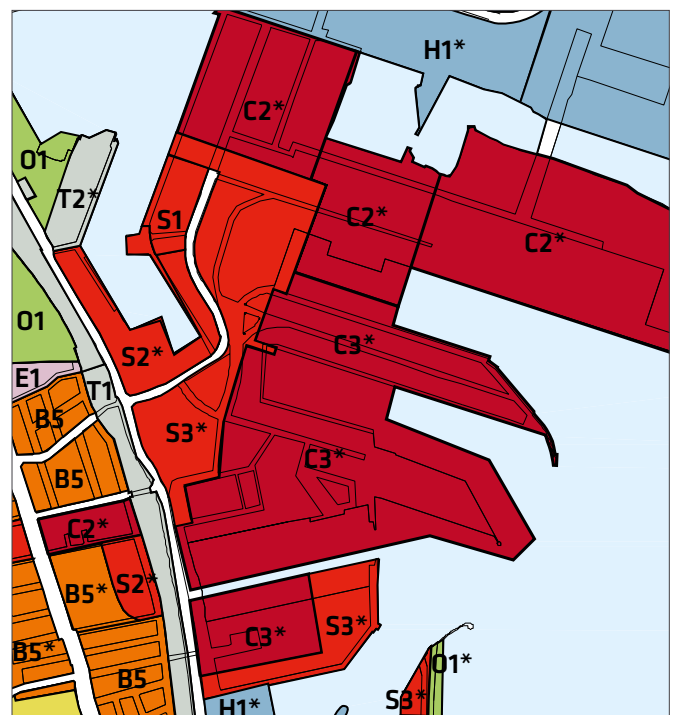 H1*
C2*
O1
T2*
S1
C2*
C2*
O1
S2*
C3*
E1
T1
B5
S3*
C3*
B5
C2*
S2*
B5*
C3*
S3*
B5*
O1*
B5
S3*
H1*